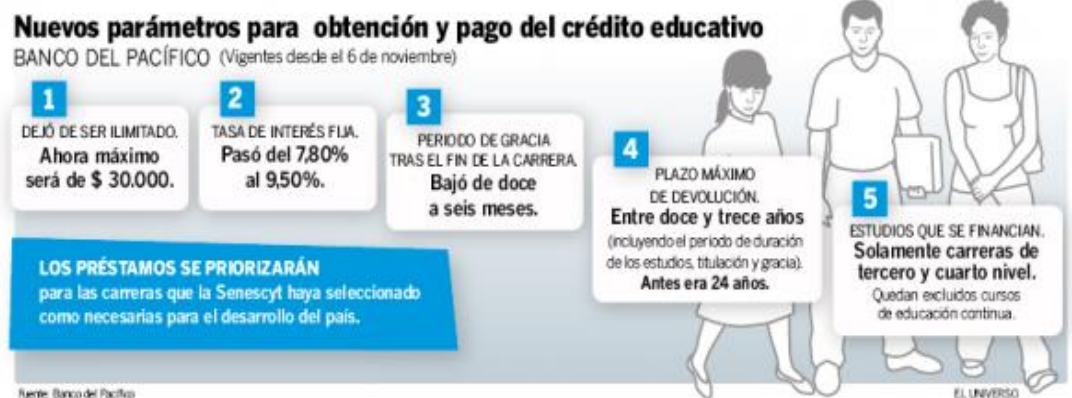 Nuevos parámetros para obtención y pago del crédito educativo
BANCO DEL PACÍFICO (Vigentes desde el 6 de noviembre)
1
DEJÓ DE SER ILIMITADO.
Ahora máximo
será de $ 30.000.
2
TASA DE INTERÉS FIJA.
Pasó del 7,80%
al 9,50%.
3
PERIODO DE GRACIA
TRAS EL FIN DE LA CARRERA.
Bajó de doce
a seis meses.
4
PLAZO MÁXIMO
DE DEVOLUCIÓN.
Entre doce y trece años
(incluyendo el periodo de duración
de los estudios, titulación y gracia).
Antes era 24 años.
5
ESTUDIOS QUE SE FINANCIAN.
Solamente carreras de
tercero y cuarto nivel.
Quedan excluidos cursos
de educación continua.
LOS PRÉSTAMOS SE PRIORIZARÁN
para las carreras que la Senescyt haya seleccionado
como necesarias para el desarrollo del país.
Fuente: Banco del Pacífico
EL UNIVERSO